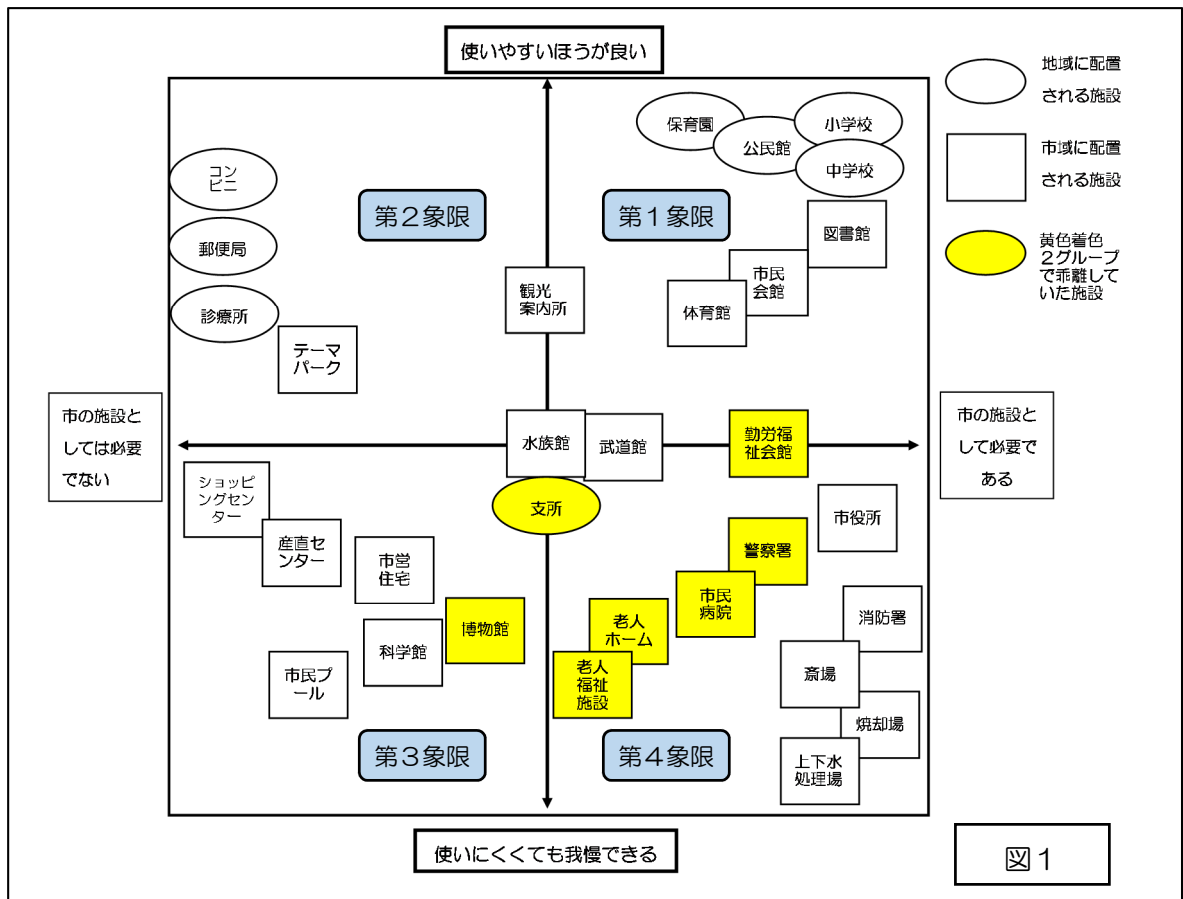 使いやすいほうが良い
地域に配置
される施設
市域に配置
される施設
黄色着色
2グループ
で乖離して
いた施設
保育園
公民館
小学校
中学校
コン
ビニ
第2象限
第1象限
図書館
郵便局
市民
会館
観光
案内所
体育館
診療所
テーマ
パーク
市の施設と
しては必要
でない
水族館
武道館
勤労福
祉会館
市の施設と
して必要で
ある
ショッピ
ングセン
ター
支所
市役所
産直セ
ンター
市営
住宅
警察署
市民
病院
博物館
老人
ホーム
消防署
科学館
市民プ
ール
老人
福祉
施設
斎場
焼却場
第3象限
第4象限
上下水
処理場
使いにくくても我慢できる
図1